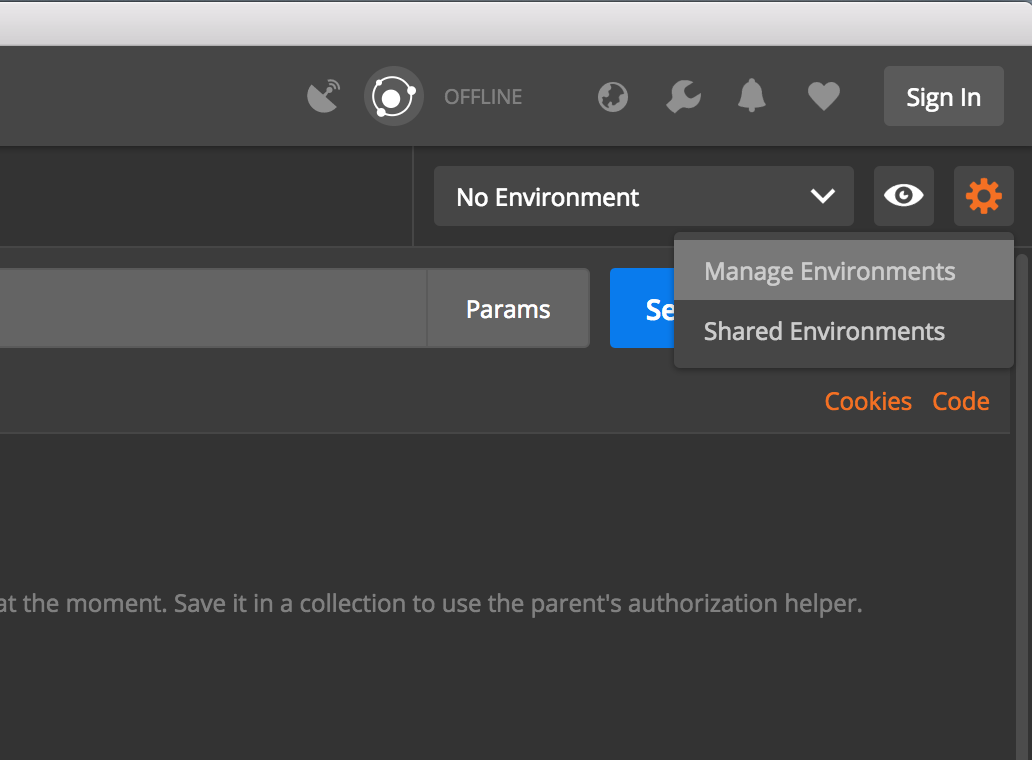 OFFLINE
Sign In
No Environment
Manage Environments
Params
Se
Shared Environments
Cookies Code
at the moment. Save it in a collection to use the parent's authorization helper.